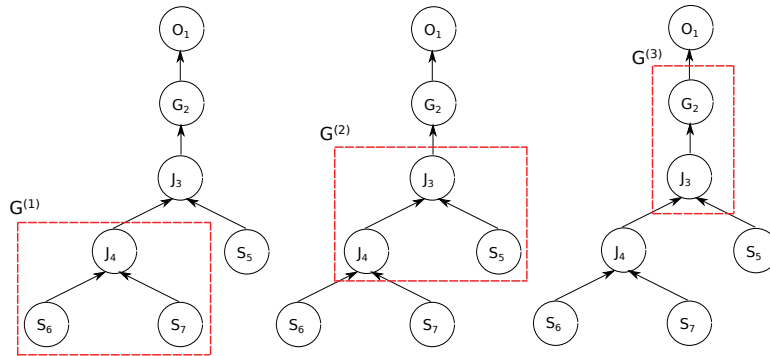 O1 O1 O1
G(3)
G2 G2 G2
G(2)
J3 J3 J3
G(1)
J4 S5 J4 S5 J4 S5
S6 S7 S6 S7 S6 S7